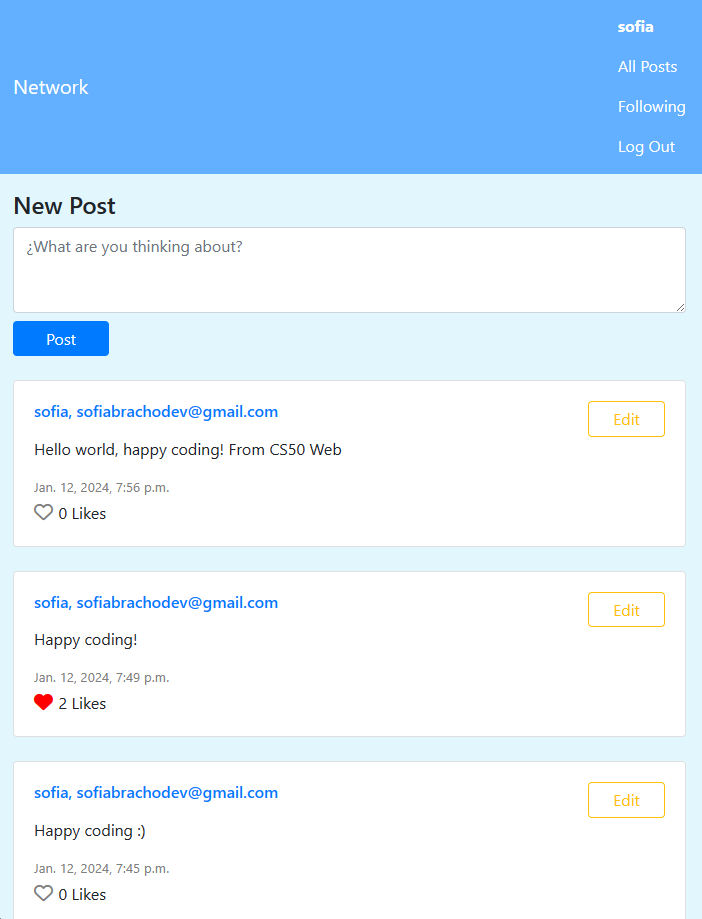 Network
sofia
All Posts
Following
Log Out
New Post
¿What are you thinking about?
Post
sofia, sofiabrachodev@gmail.com
Edit
Hello world, happy coding! From CS50 Web
Jan. 12, 2024, 7:56 p.m.
0 Likes
sofia, sofiabrachodev@gmail.com
Edit
Happy coding!
Jan. 12, 2024, 7:49 p.m.
2 Likes
sofia, sofiabrachodev@gmail.com
Edit
Happy coding :)
Jan. 12, 2024, 7:45 p.m.
0 Likes